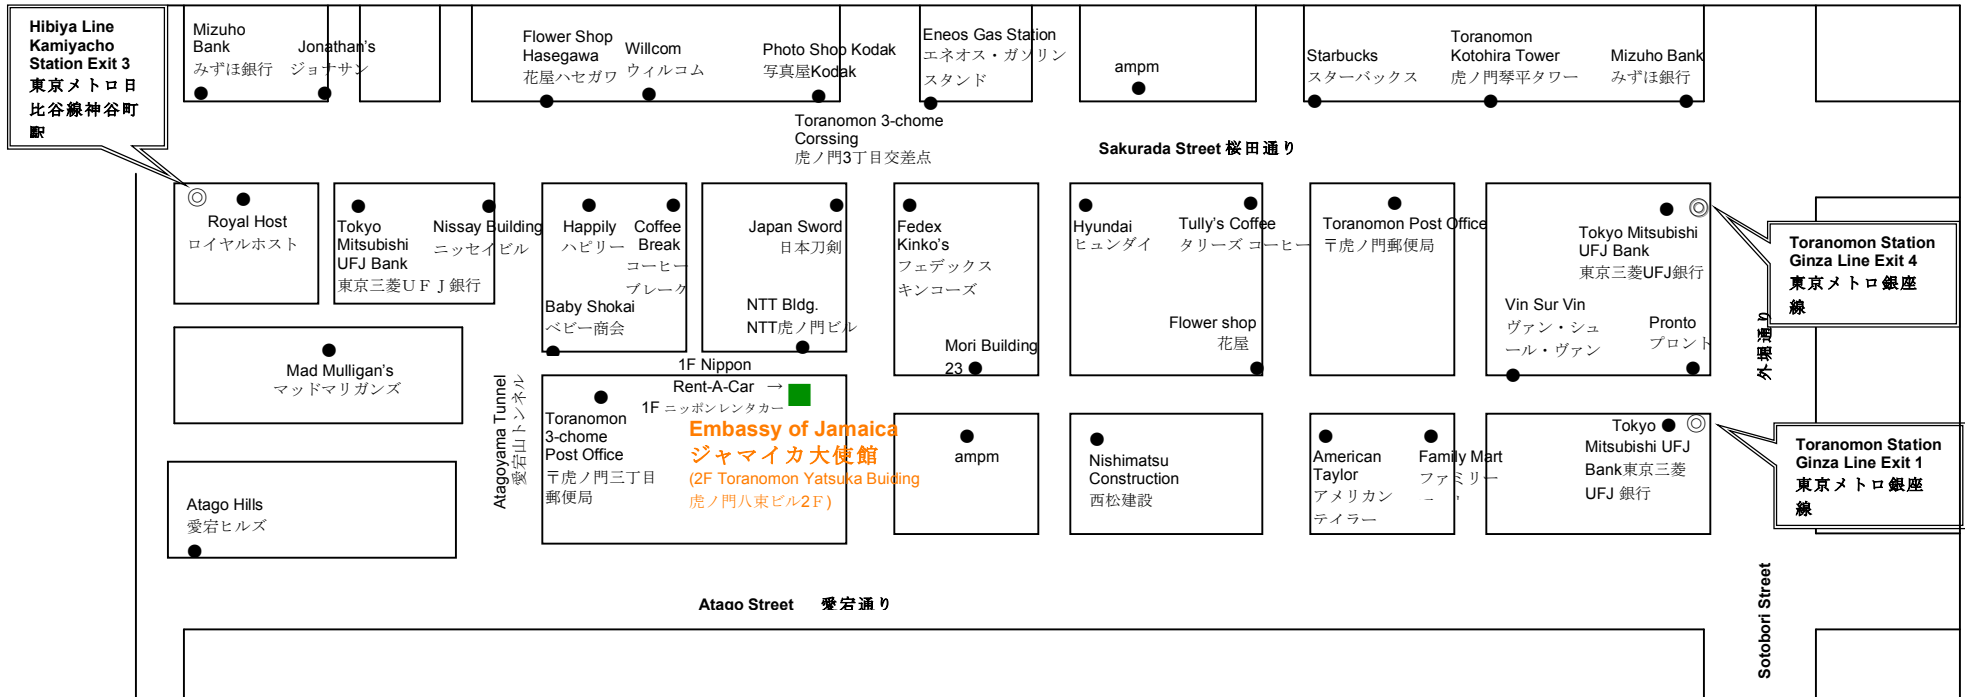 Hibiya Line
Kamiyacho
Station Exit 3
東京メトロ日
比谷線神谷町
駅
Mizuho
Bank
みずほ銀行
Jonathan's
ジョナサン
Flower Shop
Hasegawa
花屋ハセガワ
Willcom
ウィルコム
Photo Shop Kodak
写真屋Kodak
Eneos Gas Station
エネオス・ガソリン
スタンド
ampm
Starbucks
スターバックス
Toranomon
Kotohira Tower
虎ノ門琴平タワー
Mizuho Bank
みずほ銀行
Toranomon 3-chome
Corssing
虎ノ門3丁目交差点
Sakurada Street 桜田通り
Royal Host
ロイヤルホスト
Tokyo
Mitsubishi
UFJ Bank
東京三菱ＵＦＪ銀行
Nissay Building
ニッセイビル
Happily
ハピリー
Coffee
Break
コーヒー
ブレーケ
Baby Shokai
ベビー商会
Japan Sword
日本刀剣
NTT Bldg.
NTT虎ノ門ビル
Fedex
Kinko's
フェデックス
キンコーズ
Mori Building
23
Hyundai
ヒュンダイ
Tully's Coffee
タリーズ コーヒー
Flower shop
花屋
Toranomon Post Office
〒虎ノ門郵便局
Tokyo Mitsubishi
UFJ Bank
東京三菱UFJ銀行
Vin Sur Vin
ヴァン・シュ
ール・ヴァン
Pronto
プロント
Toranomon Station
Ginza Line Exit 4
東京メトロ銀座
線
外堀通り
Mad Mulligan's
マッドマリガンズ
Atagoyama Tunnel
愛宕山トンネル
1F Nippon
Rent-A-Car →
1F ニッポンレンタカー
Toranomon
3-chome
Post Office
〒虎ノ門三丁目
郵便局
Embassy of Jamaica
ジャマイカ大使館
(2F Toranomon Yatsuka Buiding
虎ノ門八束ビル2Ｆ)
ampm
Nishimatsu
Construction
西松建設
American
Taylor
アメリカン
テイラー
Family Mart
ファミリー
Tokyo
Mitsubishi UFJ
Bank東京三菱
UFJ 銀行
Toranomon Station
Ginza Line Exit 1
東京メトロ銀座
線
Atago Hills
愛宕ヒルズ
Atago Street 愛宕通り
Sotobori Street